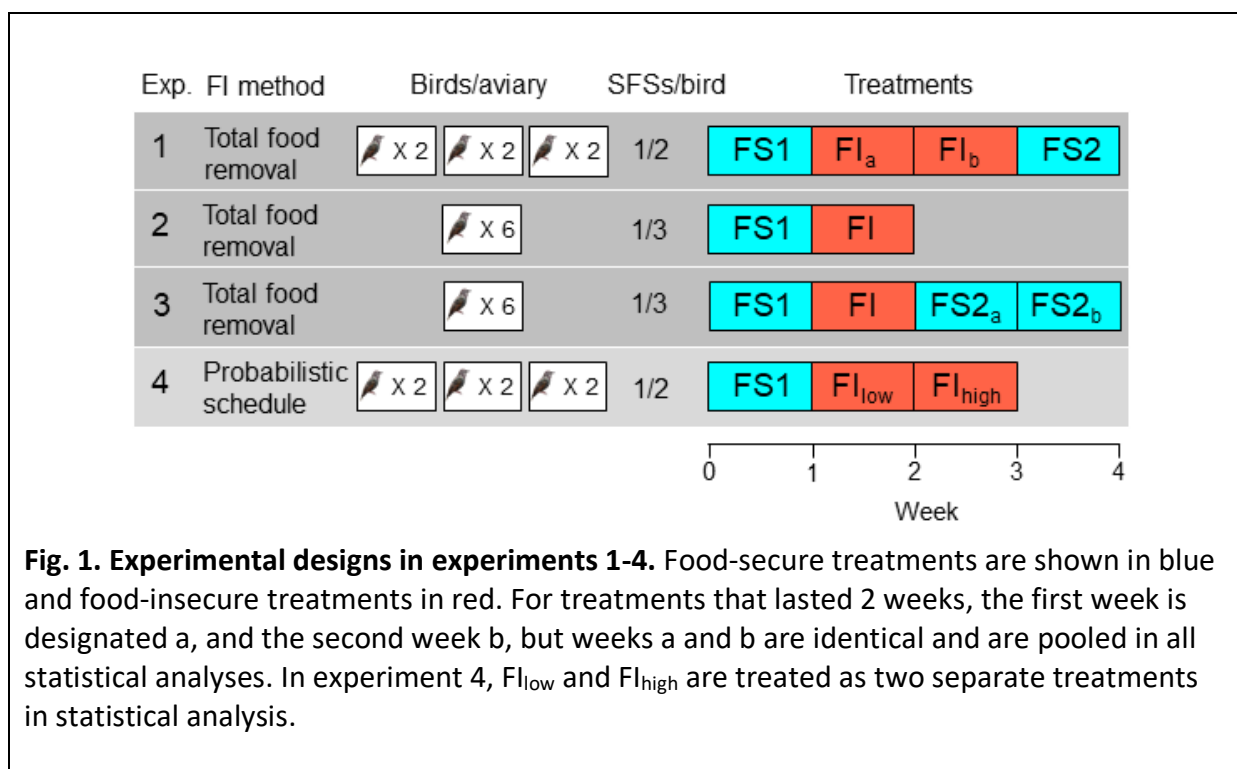 Exp. FI method Birds/aviary SFSs/bird Treatments
1 Total food removal X 2 X 2 X 2 1/2 FS1 FIa FIb FS2
2 Total food removal X 6 1/3 FS1 FI
3 Total food removal X 6 1/3 FS1 FI FS2a FS2b
4 Probabilistic schedule X 2 X 2 X 2 1/2 FS1 FIlow FIhigh
0 1 2 3 4
Week
Fig. 1. Experimental designs in experiments 1-4. Food-secure treatments are shown in blue
and food-insecure treatments in red. For treatments that lasted 2 weeks, the first week is
designated a, and the second week b, but weeks a and b are identical and are pooled in all
statistical analyses. In experiment 4, FIlow and FIhigh are treated as two separate treatments
in statistical analysis.